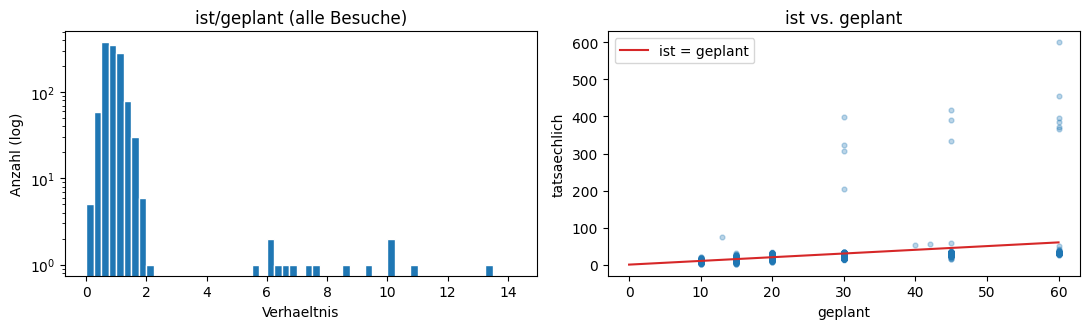 ist/geplant (alle Besuche)
Anzahl (log)
10²
10¹
10⁰
0 2 4 6 8 10 12 14
Verhaeltnis
ist vs. geplant
ist = geplant
tatsaechlich
600
500
400
300
200
100
0
0 10 20 30 40 50 60
geplant